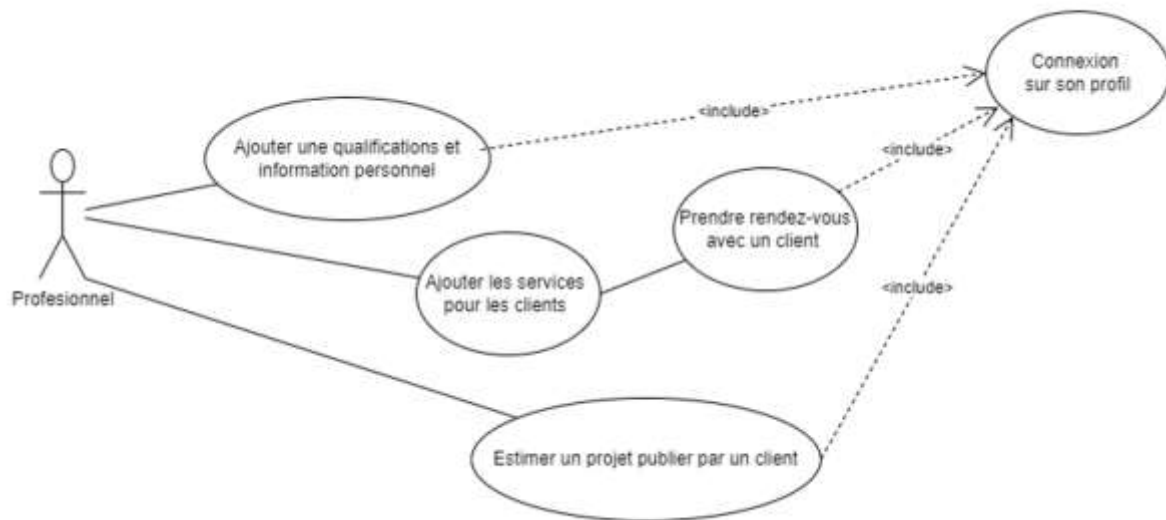 Connexion
sur son profil
<include>
Ajouter une qualifications et
information personnel
<include>
Prendre rendez-vous
avec un client
Ajouter les services
pour les clients
<include>
Profesionnel
Estimer un projet publier par un client